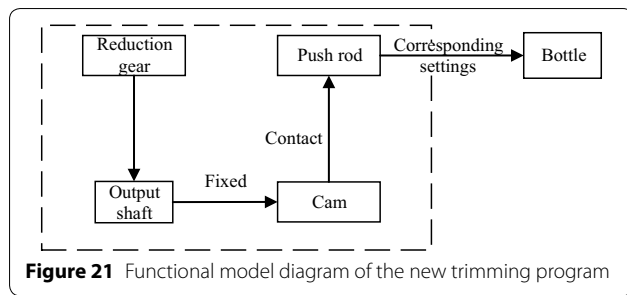 Reduction
gear
Push rod
Corresponding
settings
Bottle
Contact
Output
shaft
Fixed
Cam
Figure 21 Functional model diagram of the new trimming program